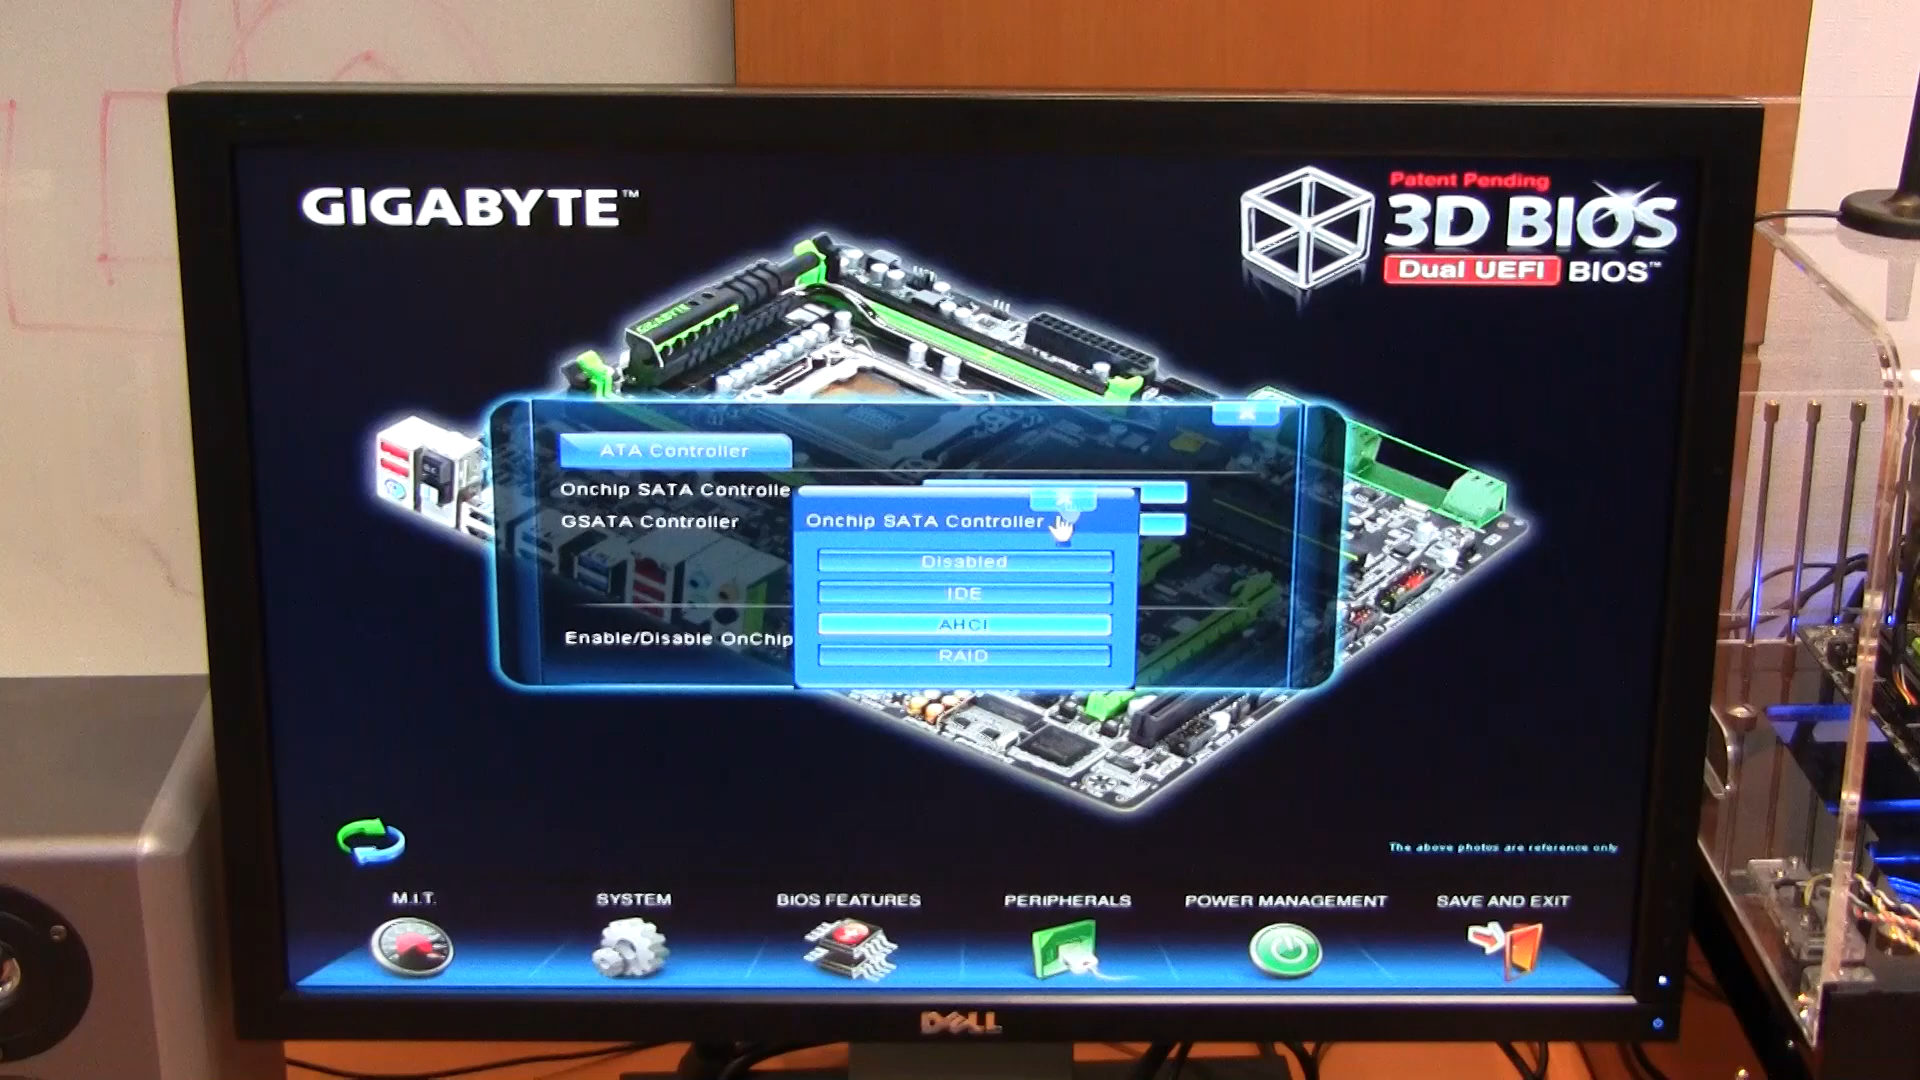 GIGABYTE™
Patent Pending
3D BIOS
Dual UEFI BIOS™
GIGABYTE
ATA Controller
Onchip SATA Controlle
GSATA Controller
Onchip SATA Controller
Disabled
IDE
AHCI
RAID
Enable/Disable OnChip
The above photos are reference only
M.I.T.
SYSTEM
BIOS FEATURES
PERIPHERALS
POWER MANAGEMENT
SAVE AND EXIT
DELL